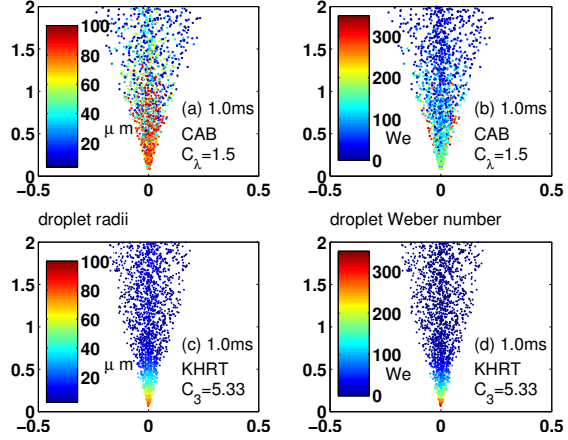 2
1.5
1
0.5
0
−0.5 0 0.5
100
80
60
40
20
μ m
(a) 1.0ms
CAB
C_λ=1.5
2
1.5
1
0.5
0
−0.5 0 0.5
300
200
100
0
We
(b) 1.0ms
CAB
C_λ=1.5
droplet radii
droplet Weber number
2
1.5
1
0.5
0
−0.5 0 0.5
100
80
60
40
20
μ m
(c) 1.0ms
KHRT
C_3=5.33
2
1.5
1
0.5
0
−0.5 0 0.5
300
200
100
0
We
(d) 1.0ms
KHRT
C_3=5.33